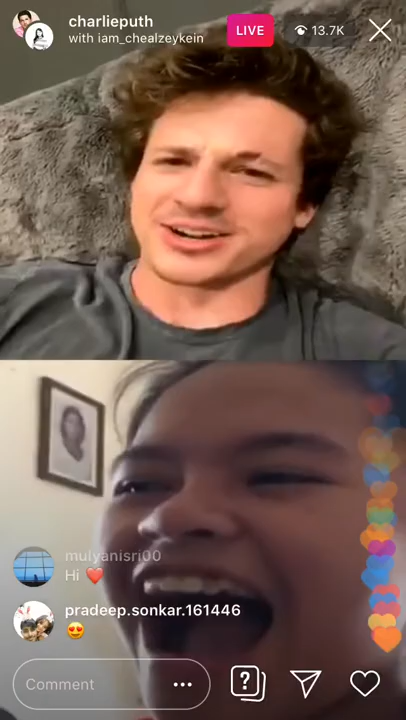 charlieputh
with iam_chealzeykein
LIVE
13.7K
mulyanisri00
Hi ❤️
pradeep.sonkar.161446
😍
Comment